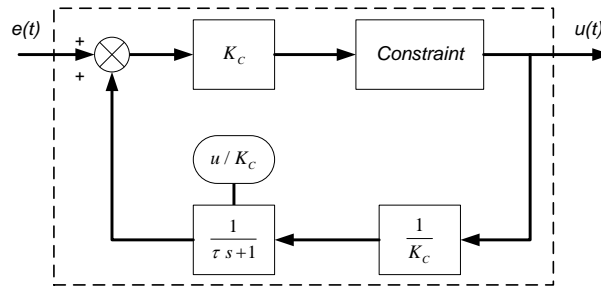 e(t)
u(t)
+
+
K_C
Constraint
u / K_C
1
τ s+1
1
K_C